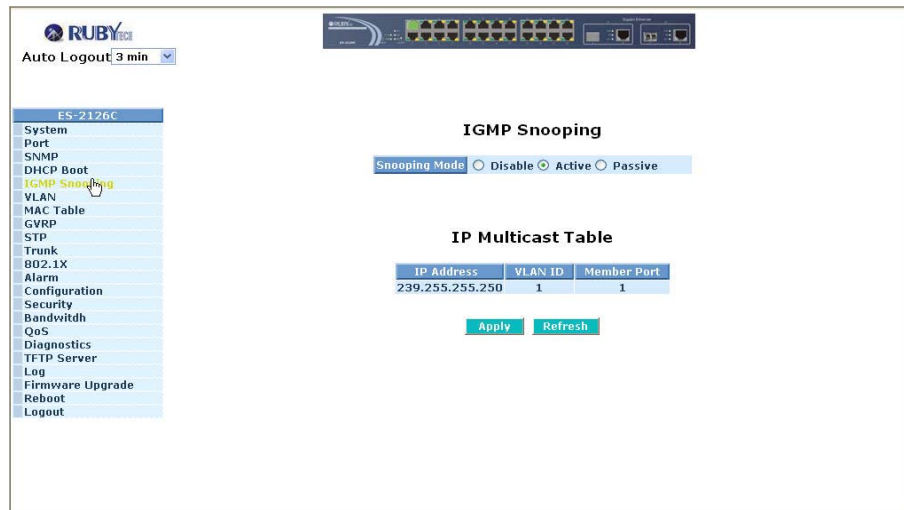 RUBYTECH
Auto Logout 3 min
ES-2126C
System
Port
SNMP
DHCP Boot
IGMP Snooping
VLAN
MAC Table
GVRP
STP
Trunk
802.1X
Alarm
Configuration
Security
Bandwitdh
QoS
Diagnostics
TFTP Server
Log
Firmware Upgrade
Reboot
Logout
IGMP Snooping
Snooping Mode Disable Active Passive
IP Multicast Table
IP Address VLAN ID Member Port
239.255.255.250 1 1
Apply Refresh